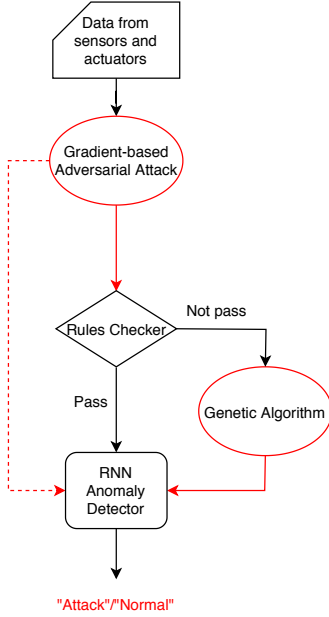 Data from
sensors and
actuators
Gradient-based
Adversarial Attack
Not pass
Rules Checker
Pass
Genetic Algorithm
RNN
Anomaly
Detector
"Attack"/"Normal"